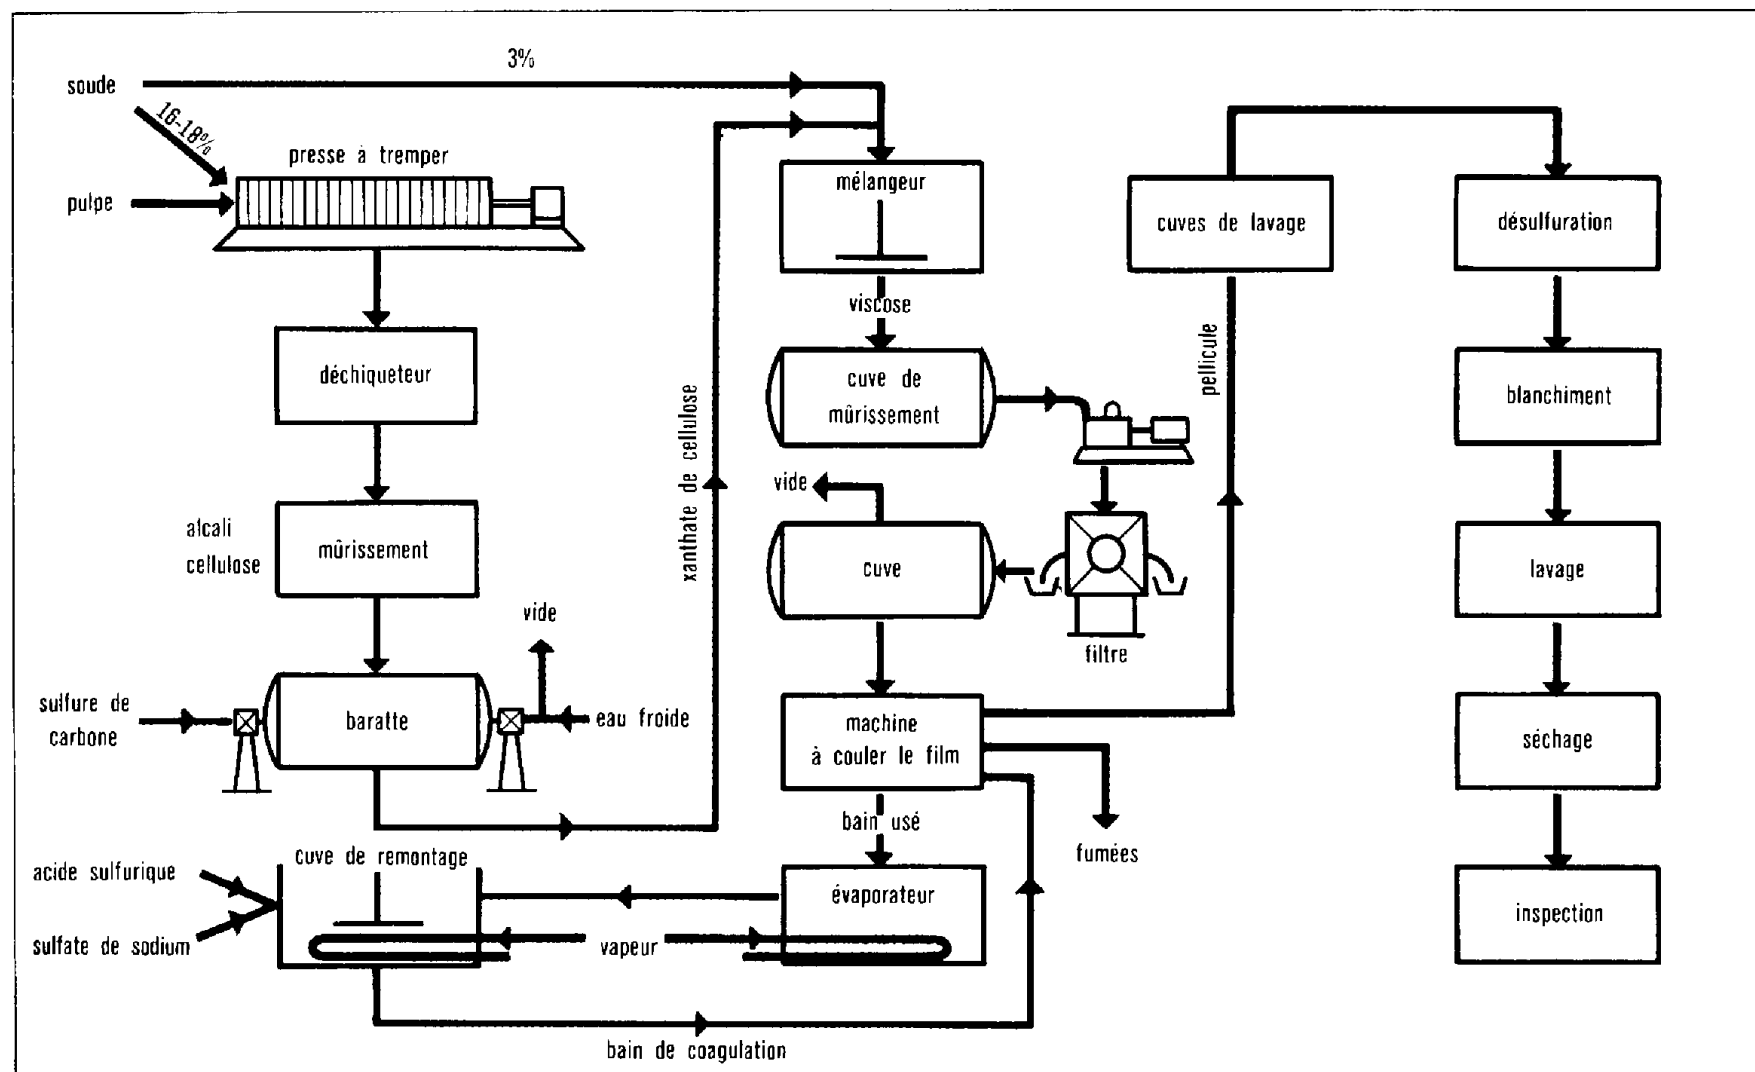 3%
soude
16-18%
presse à tremper
pulpe
déchiqueteur
alcali
cellulose
mûrissement
vide
sulfure de
carbone
baratte
eau froide
xanthate de cellulose
mélangeur
viscose
cuve de
mûrissement
vide
cuve
filtre
machine
à couler le film
bain usé
fumées
pellicule
cuve de remontage
acide sulfurique
sulfate de sodium
évaporateur
vapeur
bain de coagulation
cuves de lavage
désulfuration
blanchiment
lavage
séchage
inspection